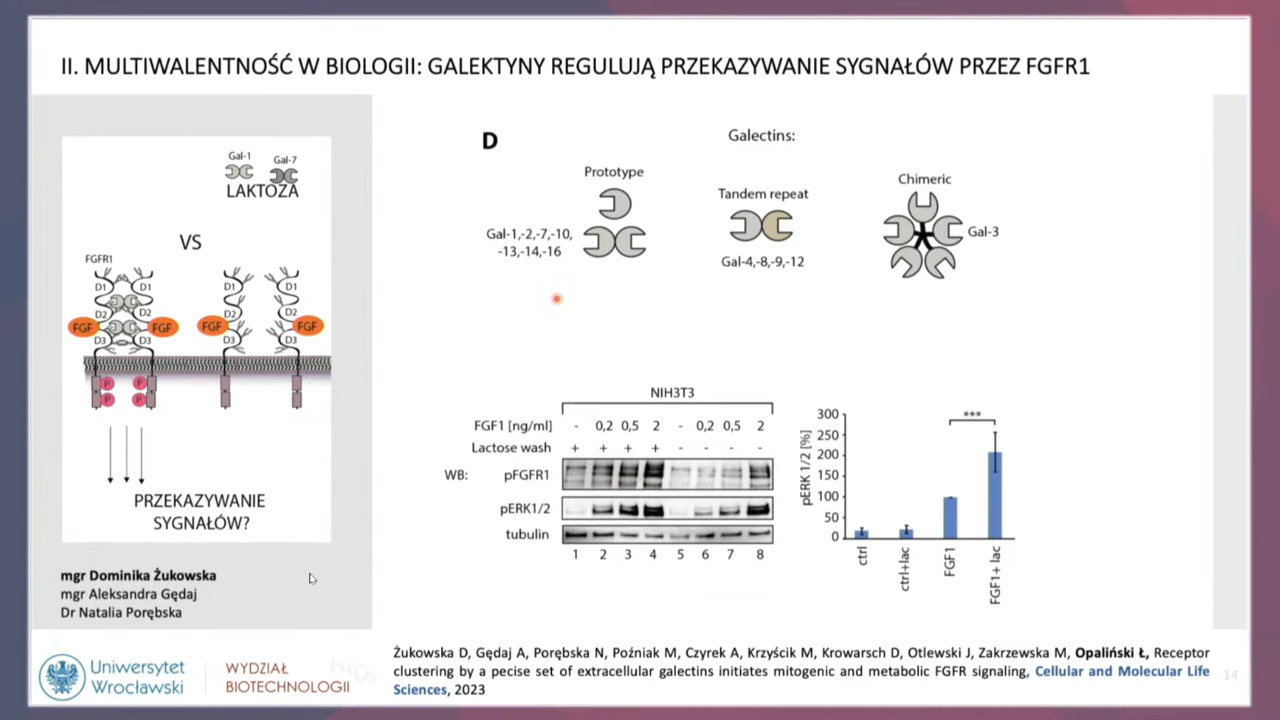 II. MULTIWALENTNOŚĆ W BIOLOGII: GALEKTYNY REGULUJĄ PRZEKAZYWANIE SYGNAŁÓW PRZEZ FGFR1
Gal-1 Gal-7
LAKTOZA
VS
FGFR1
D1 D1 D1 D1
D2 D2 D2 D2
FGF FGF FGF FGF
D3 D3 D3 D3
P P
P P
PRZEKAZYWANIE
SYGNAŁÓW?
mgr Dominika Żukowska
mgr Aleksandra Gędaj
Dr Natalia Porębska
D
Galectins:
Prototype
Gal-1,-2,-7,-10,
-13,-14,-16
Tandem repeat
Gal-4,-8,-9,-12
Chimeric
Gal-3
NIH3T3
FGF1 [ng/ml] - 0,2 0,5 2 - 0,2 0,5 2
Lactose wash + + + + - - - -
WB: pFGFR1
pERK1/2
tubulin
1 2 3 4 5 6 7 8
pERK 1/2 [%]
300
250
200
150
100
50
0
***
ctrl
ctrl+lac
FGF1
FGF1+ lac
Uniwersytet
Wrocławski
WYDZIAŁ
BIOTECHNOLOGII
Żukowska D, Gędaj A, Porębska N, Poźniak M, Czyrek A, Krzyścik M, Krowarsch D, Otlewski J, Zakrzewska M, Opaliński Ł, Receptor
clustering by a pecise set of extracellular galectins initiates mitogenic and metabolic FGFR signaling, Cellular and Molecular Life
Sciences, 2023
14